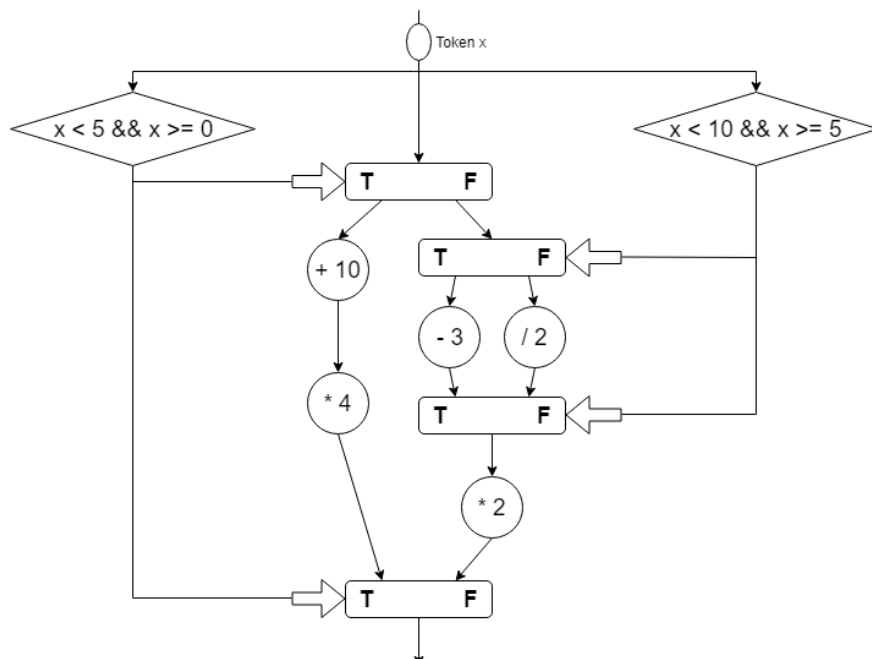 Token x
x < 5 && x >= 0
x < 10 && x >= 5
T F
+ 10
T F
- 3
/ 2
* 4
T F
* 2
T F